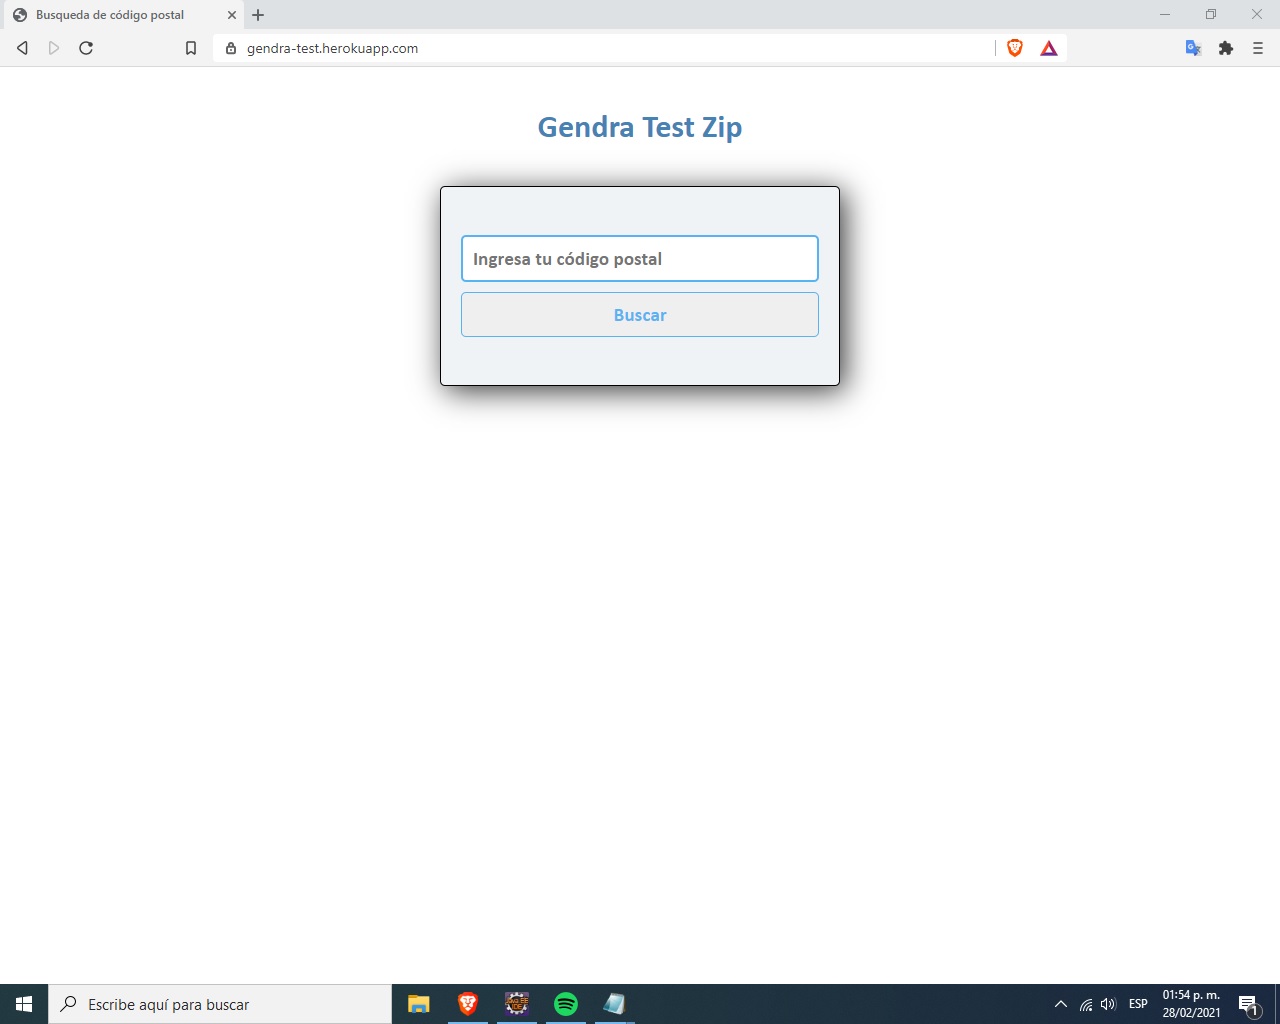 Busqueda de código postal
gendra-test.herokuapp.com
Gendra Test Zip
Ingresa tu código postal
Buscar
Escribe aquí para buscar
ESP
01:54 p. m.
28/02/2021
1